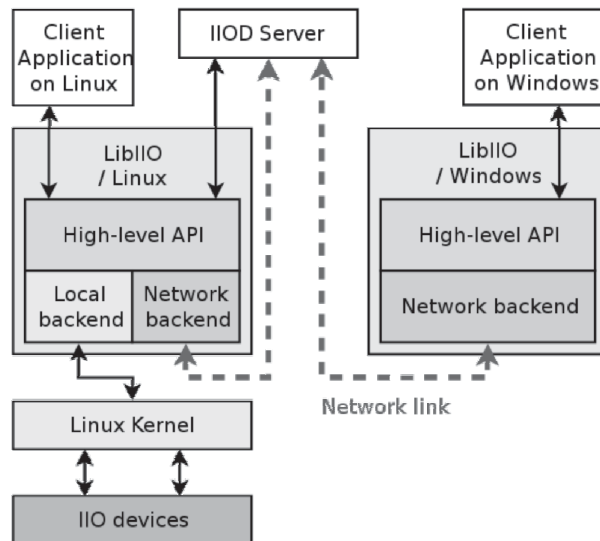 Client
Application
on Linux
IIOD Server
Client
Application
on Windows
LibIIO
/ Linux
High-level API
Local
backend
Network
backend
LibIIO
/ Windows
High-level API
Network backend
Network link
Linux Kernel
IIO devices